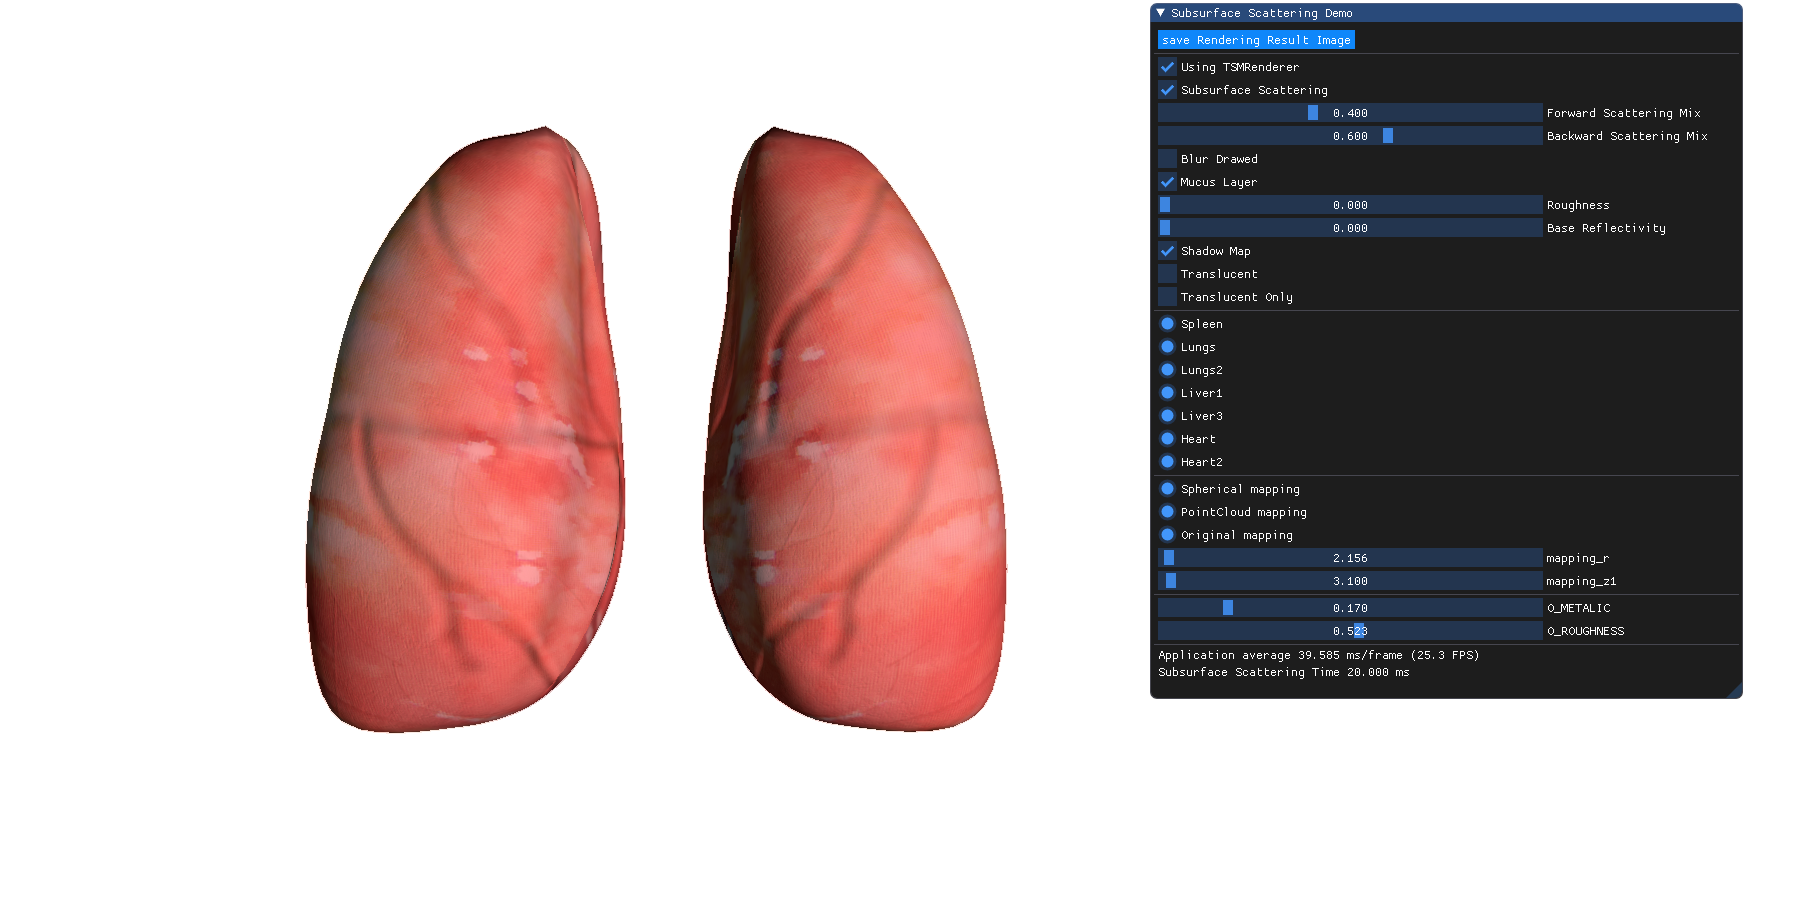 Subsurface Scattering Demo
save Rendering Result Image
Using TSMRenderer
Subsurface Scattering
0.400 Forward Scattering Mix
0.600 Backward Scattering Mix
Blur Drawed
Mucus Layer
0.000 Roughness
0.000 Base Reflectivity
Shadow Map
Translucent
Translucent Only
Spleen
Lungs
Lungs2
Liver1
Liver3
Heart
Heart2
Spherical mapping
PointCloud mapping
Original mapping
2.156 mapping_r
3.100 mapping_z1
0.170 O_METALIC
0.523 O_ROUGHNESS
Application average 39.585 ms/frame (25.3 FPS)
Subsurface Scattering Time 20.000 ms